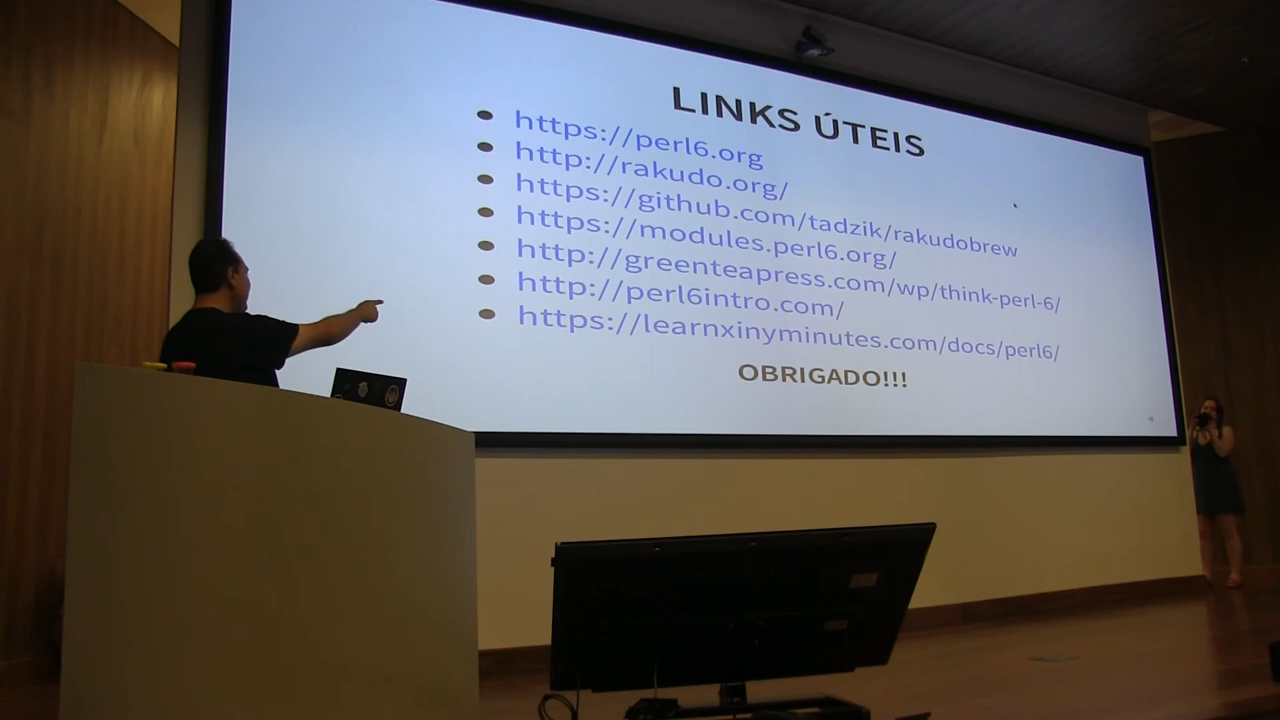 LINKS ÚTEIS
https://perl6.org
http://rakudo.org/
https://github.com/tadzik/rakudobrew
https://modules.perl6.org/
http://greenteapress.com/wp/think-perl-6/
http://perl6intro.com/
https://learnxinyminutes.com/docs/perl6/
OBRIGADO!!!